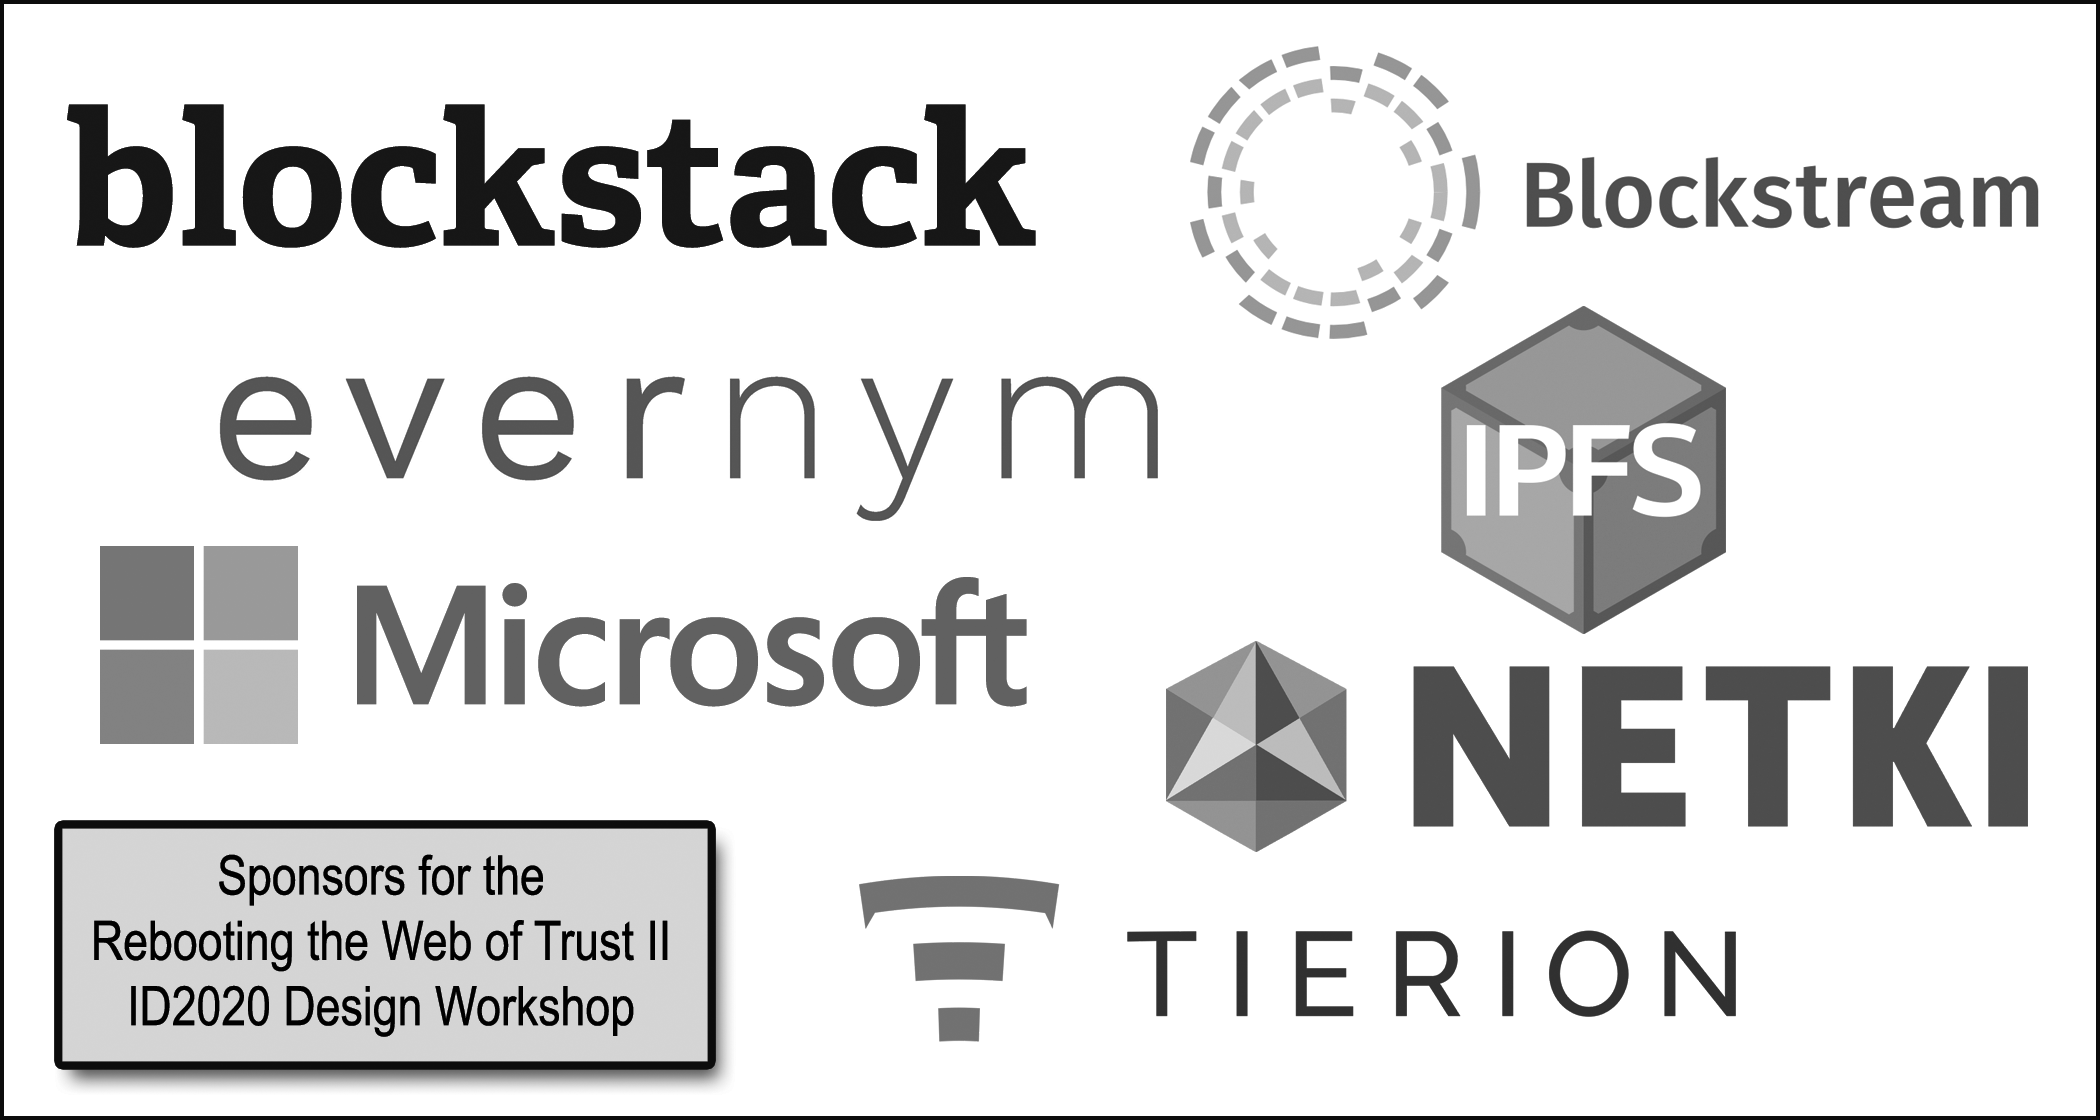 blockstack
Blockstream
evernym
IPFS
Microsoft
NETKI
TIERION
Sponsors for the
Rebooting the Web of Trust II
ID2020 Design Workshop